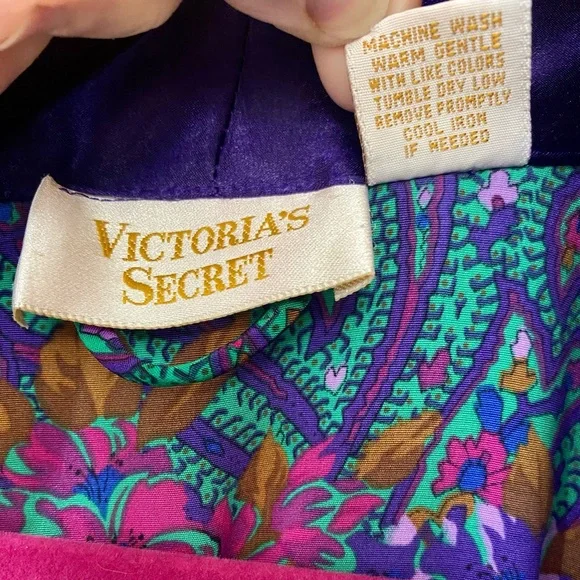 VICTORIA'S
SECRET
MACHINE WASH
WARM GENTLE
WITH LIKE COLORS
TUMBLE DRY LOW
REMOVE PROMPTLY
COOL IRON
IF NEEDED